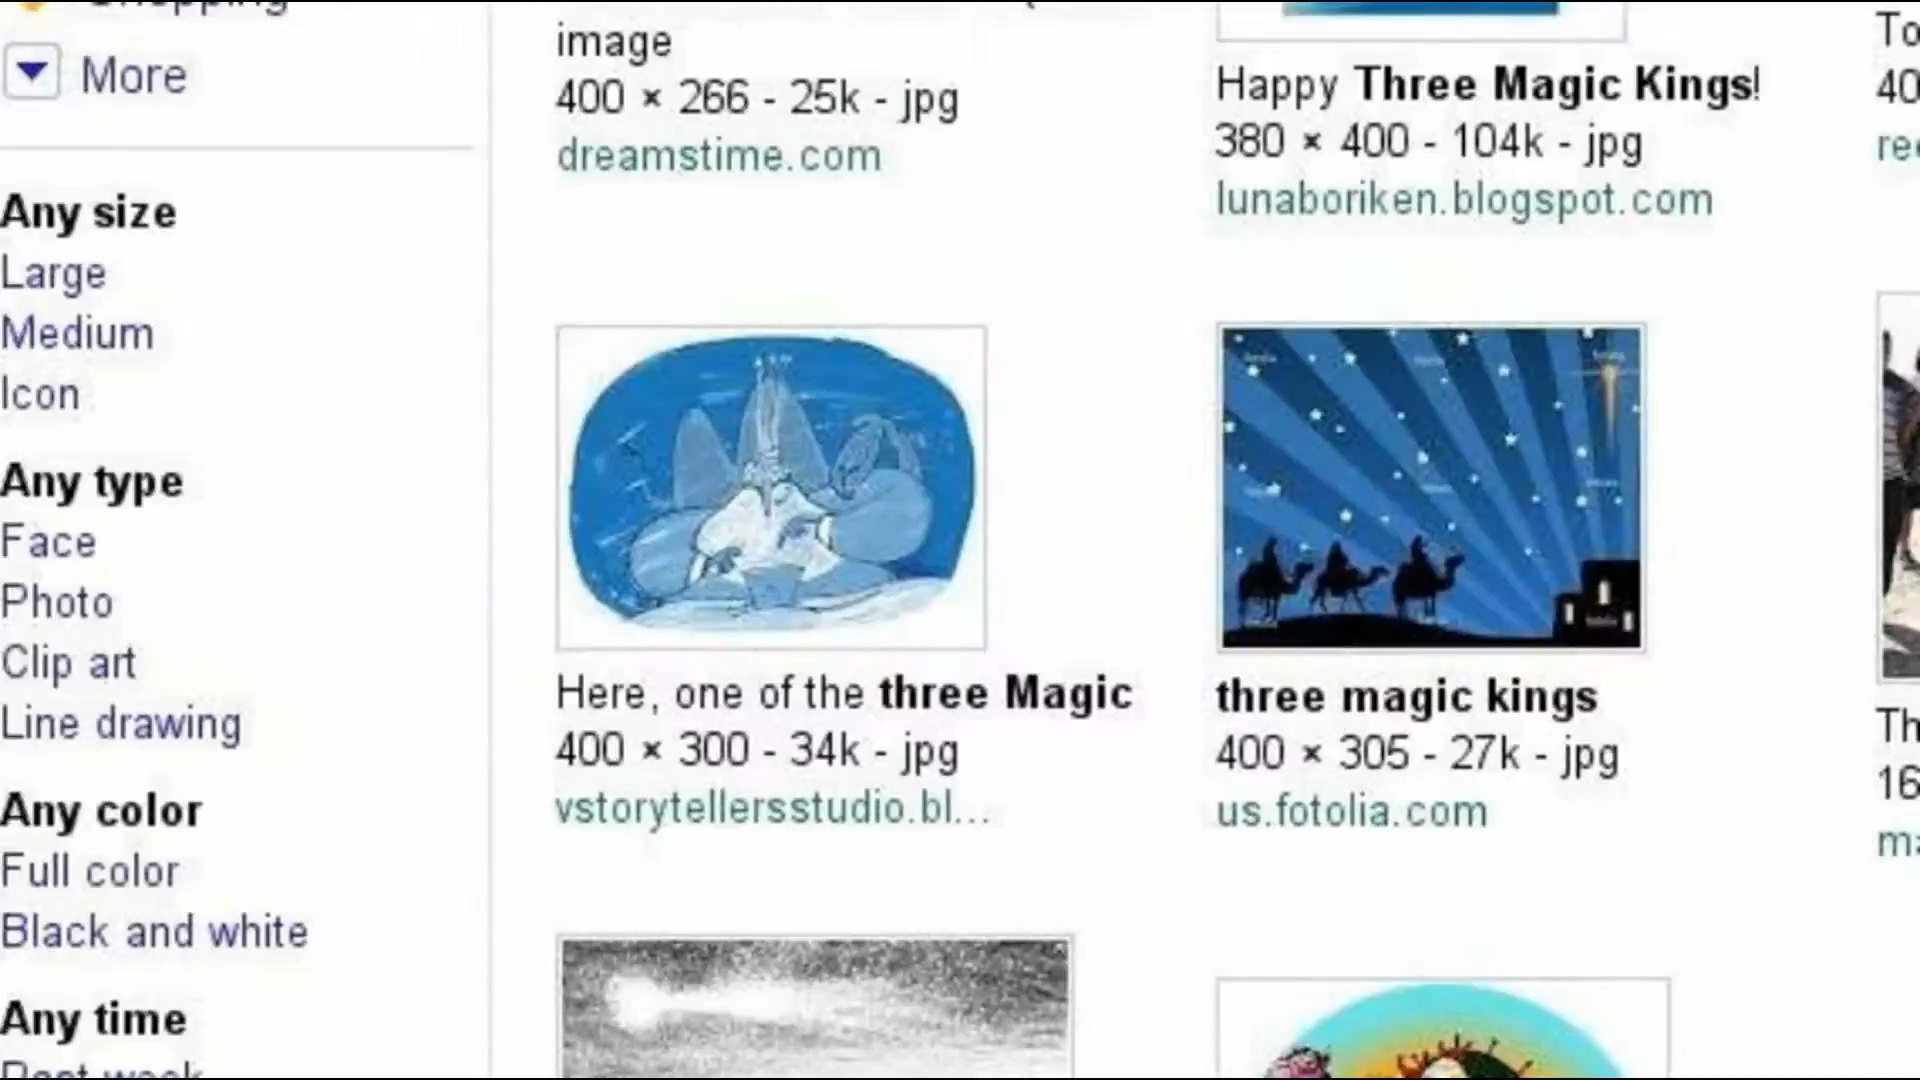 Shopping
More
Any size
Large
Medium
Icon
Any type
Face
Photo
Clip art
Line drawing
Any color
Full color
Black and white
Any time
Past week
image
400 × 266 - 25k - jpg
dreamstime.com
Happy Three Magic Kings!
380 × 400 - 104k - jpg
lunaboriken.blogspot.com
Here, one of the three Magic
400 × 300 - 34k - jpg
vstorytellersstudio.bl...
three magic kings
400 × 305 - 27k - jpg
us.fotolia.com